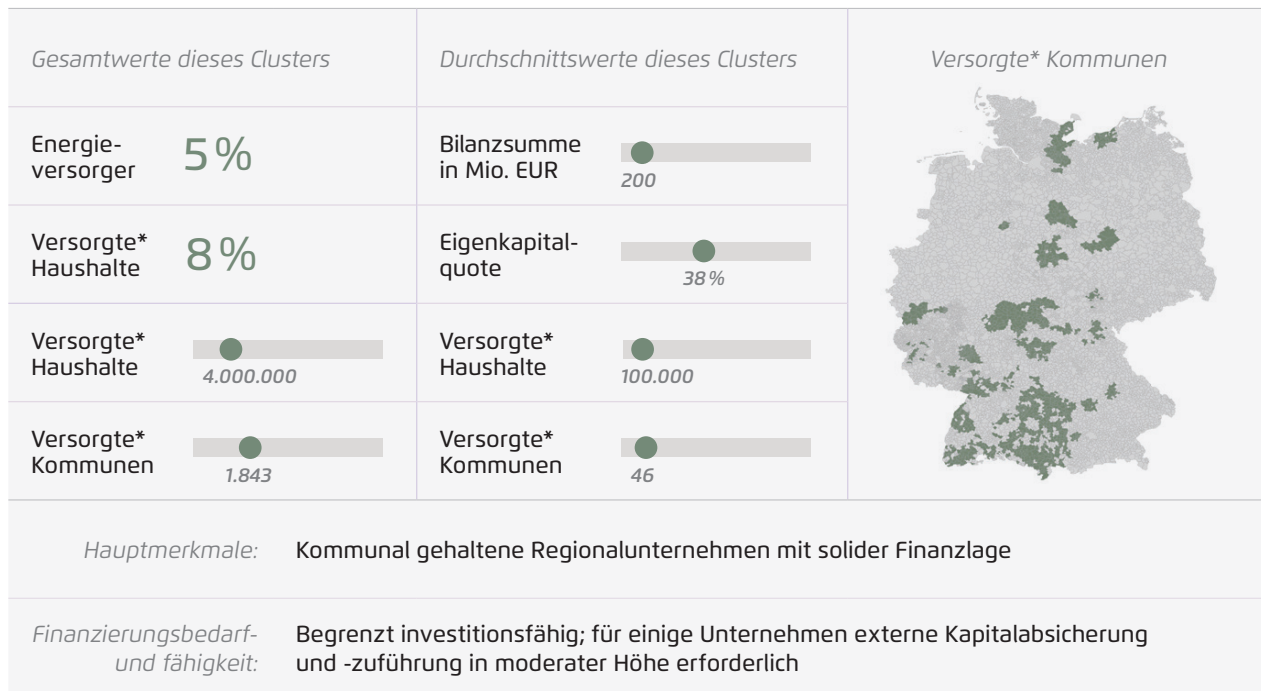 Gesamtwerte dieses Clusters
Energie-
versorger
5 %
Versorgte*
Haushalte
8 %
Versorgte*
Haushalte
4.000.000
Versorgte*
Kommunen
1.843
Durchschnittswerte dieses Clusters
Bilanzsumme
in Mio. EUR
200
Eigenkapital-
quote
38 %
Versorgte*
Haushalte
100.000
Versorgte*
Kommunen
46
Versorgte* Kommunen
Hauptmerkmale:
Kommunal gehaltene Regionalunternehmen mit solider Finanzlage
Finanzierungsbedarf-
und fähigkeit:
Begrenzt investitionsfähig; für einige Unternehmen externe Kapitalabsicherung
und -zuführung in moderater Höhe erforderlich